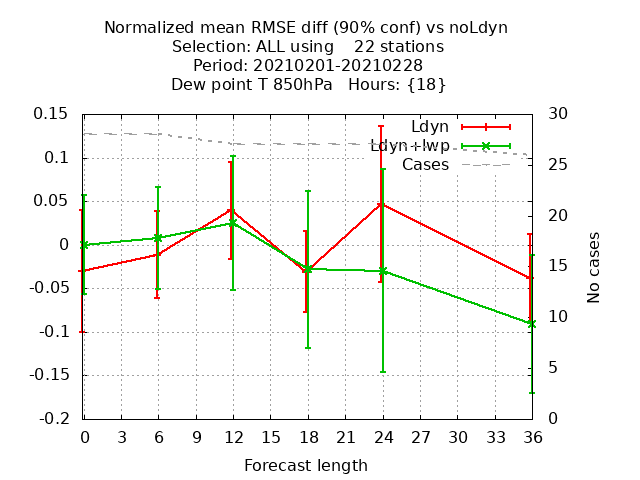 Normalized mean RMSE diff (90% conf) vs noLdyn
Selection: ALL using    22 stations
Period: 20210201-20210228
Dew point T 850hPa   Hours: {18}
Ldyn
Ldyn+lwp
Cases
0.15
0.1
0.05
0
-0.05
-0.1
-0.15
-0.2
30
25
20
15
10
5
0
No cases
0 3 6 9 12 15 18 21 24 27 30 33 36
Forecast length